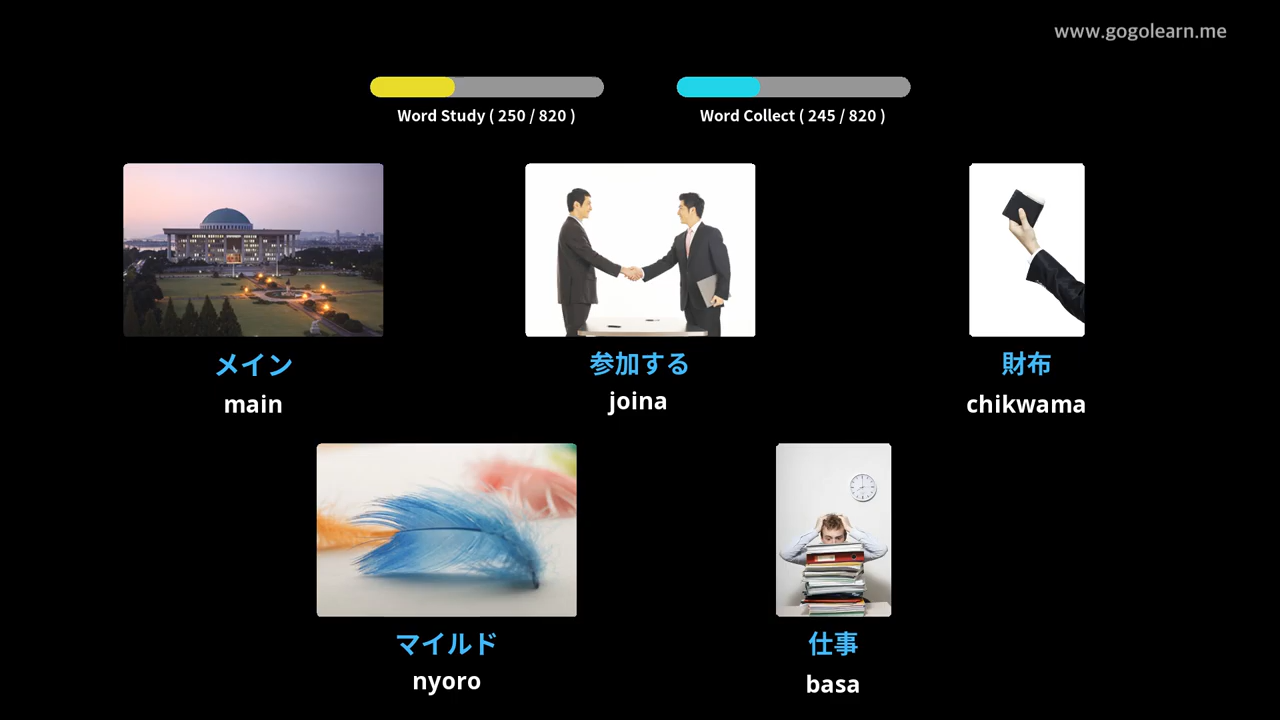 www.gogolearn.me
Word Study ( 250 / 820 )
Word Collect ( 245 / 820 )
メイン
main
参加する
joina
財布
chikwama
マイルド
nyoro
仕事
basa